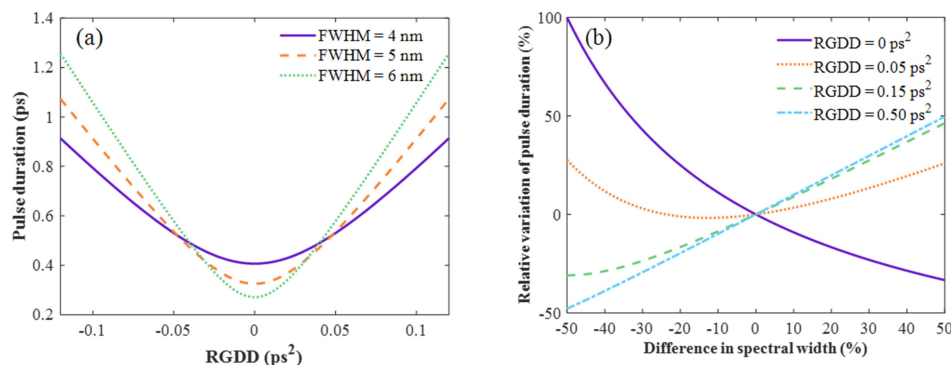 (a)
FWHM = 4 nm
FWHM = 5 nm
FWHM = 6 nm
Pulse duration (ps)
1.4
1.2
1
0.8
0.6
0.4
0.2
-0.1
-0.05
0
0.05
0.1
RGDD (ps²)
(b)
RGDD = 0 ps²
RGDD = 0.05 ps²
RGDD = 0.15 ps²
RGDD = 0.50 ps²
Relative variation of pulse duration (%)
100
50
0
-50
-100
-50
-40
-30
-20
-10
0
10
20
30
40
50
Difference in spectral width (%)